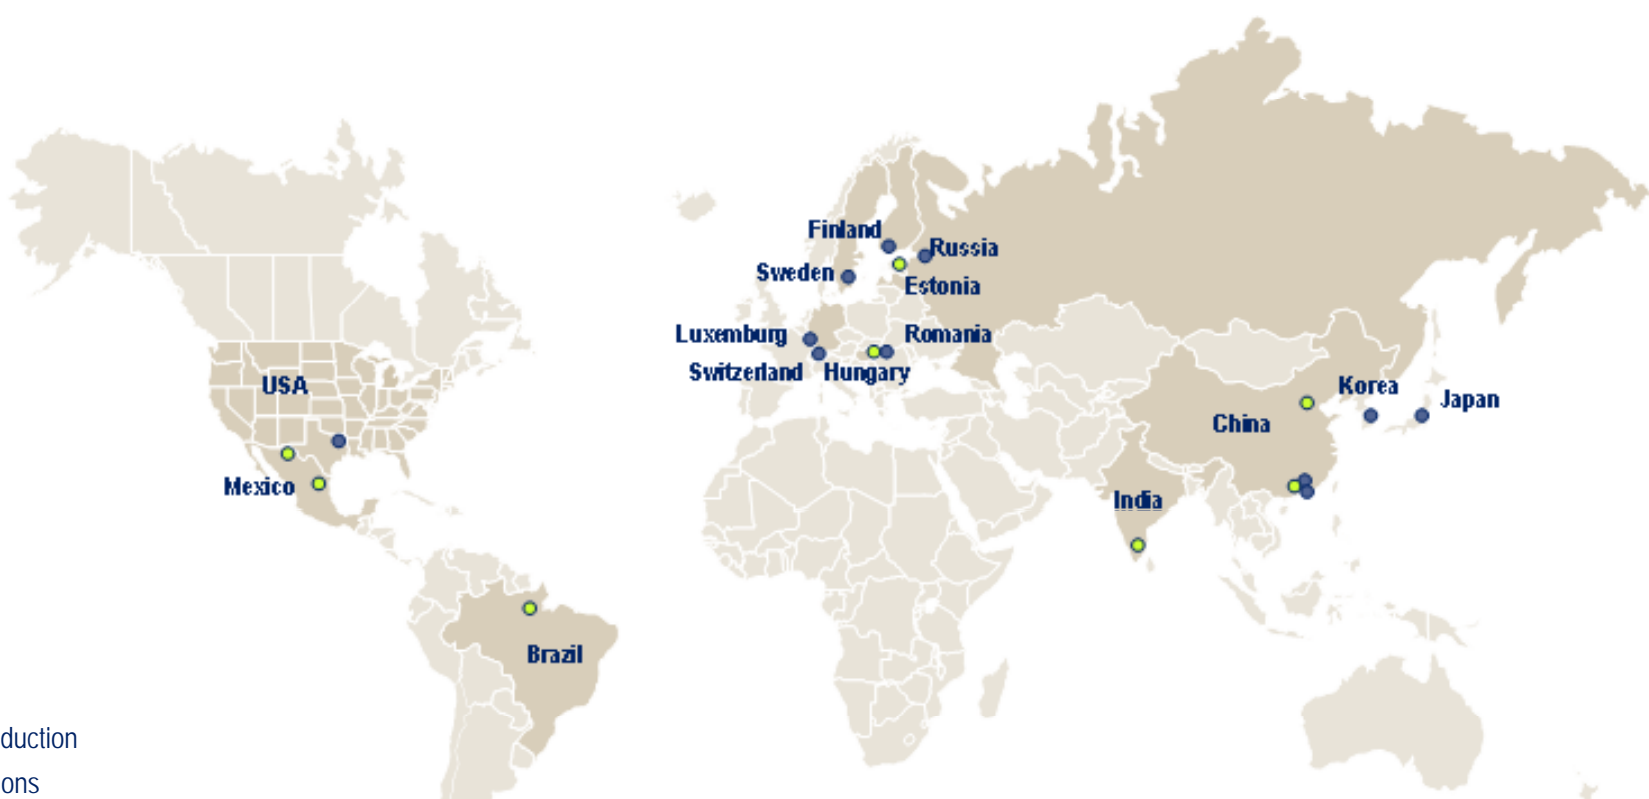 Finland
Russia
Sweden
Estonia
Luxemburg
Romania
Switzerland
Hungary
USA
Korea
Japan
China
Mexico
India
Brazil
duction
ons